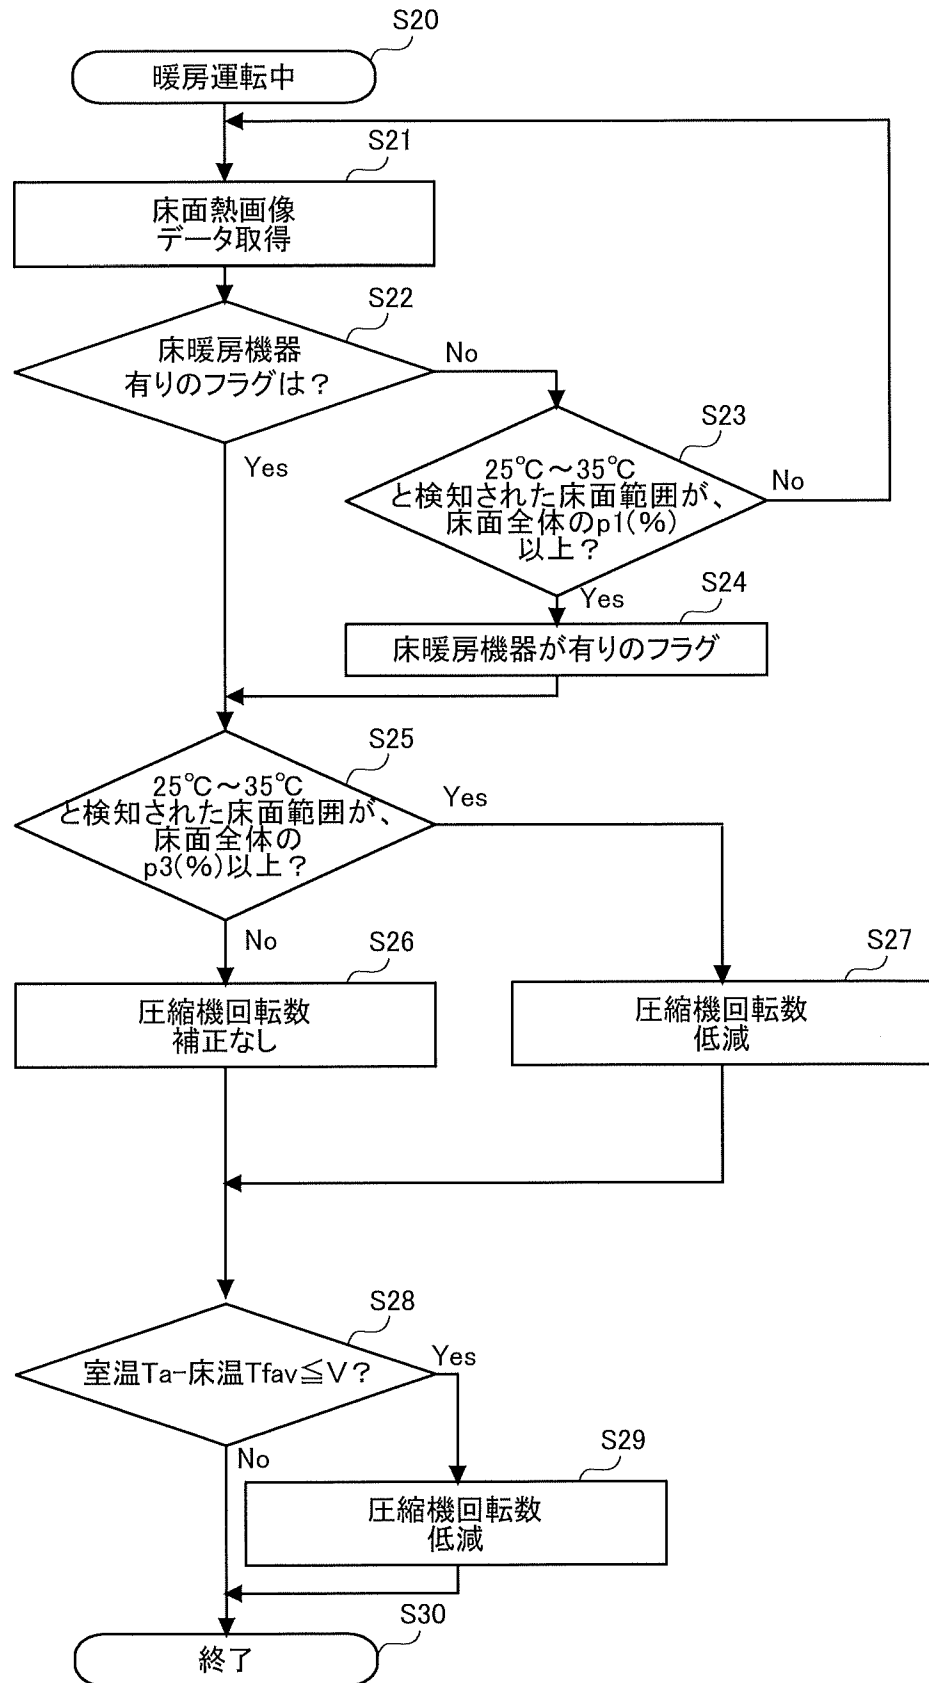 S20
暖房運転中
S21
床面熱画像
データ取得
S22
床暖房機器
有りのフラグは？
No
Yes
S23
25℃～35℃
と検知された床面範囲が、
床面全体のp1(%)
以上？
No
Yes
S24
床暖房機器が有りのフラグ
S25
25℃～35℃
と検知された床面範囲が、
床面全体の
p3(%)以上？
Yes
No
S26
圧縮機回転数
補正なし
S27
圧縮機回転数
低減
S28
室温Ta-床温Tfav≦V？
Yes
No
S29
圧縮機回転数
低減
S30
終了